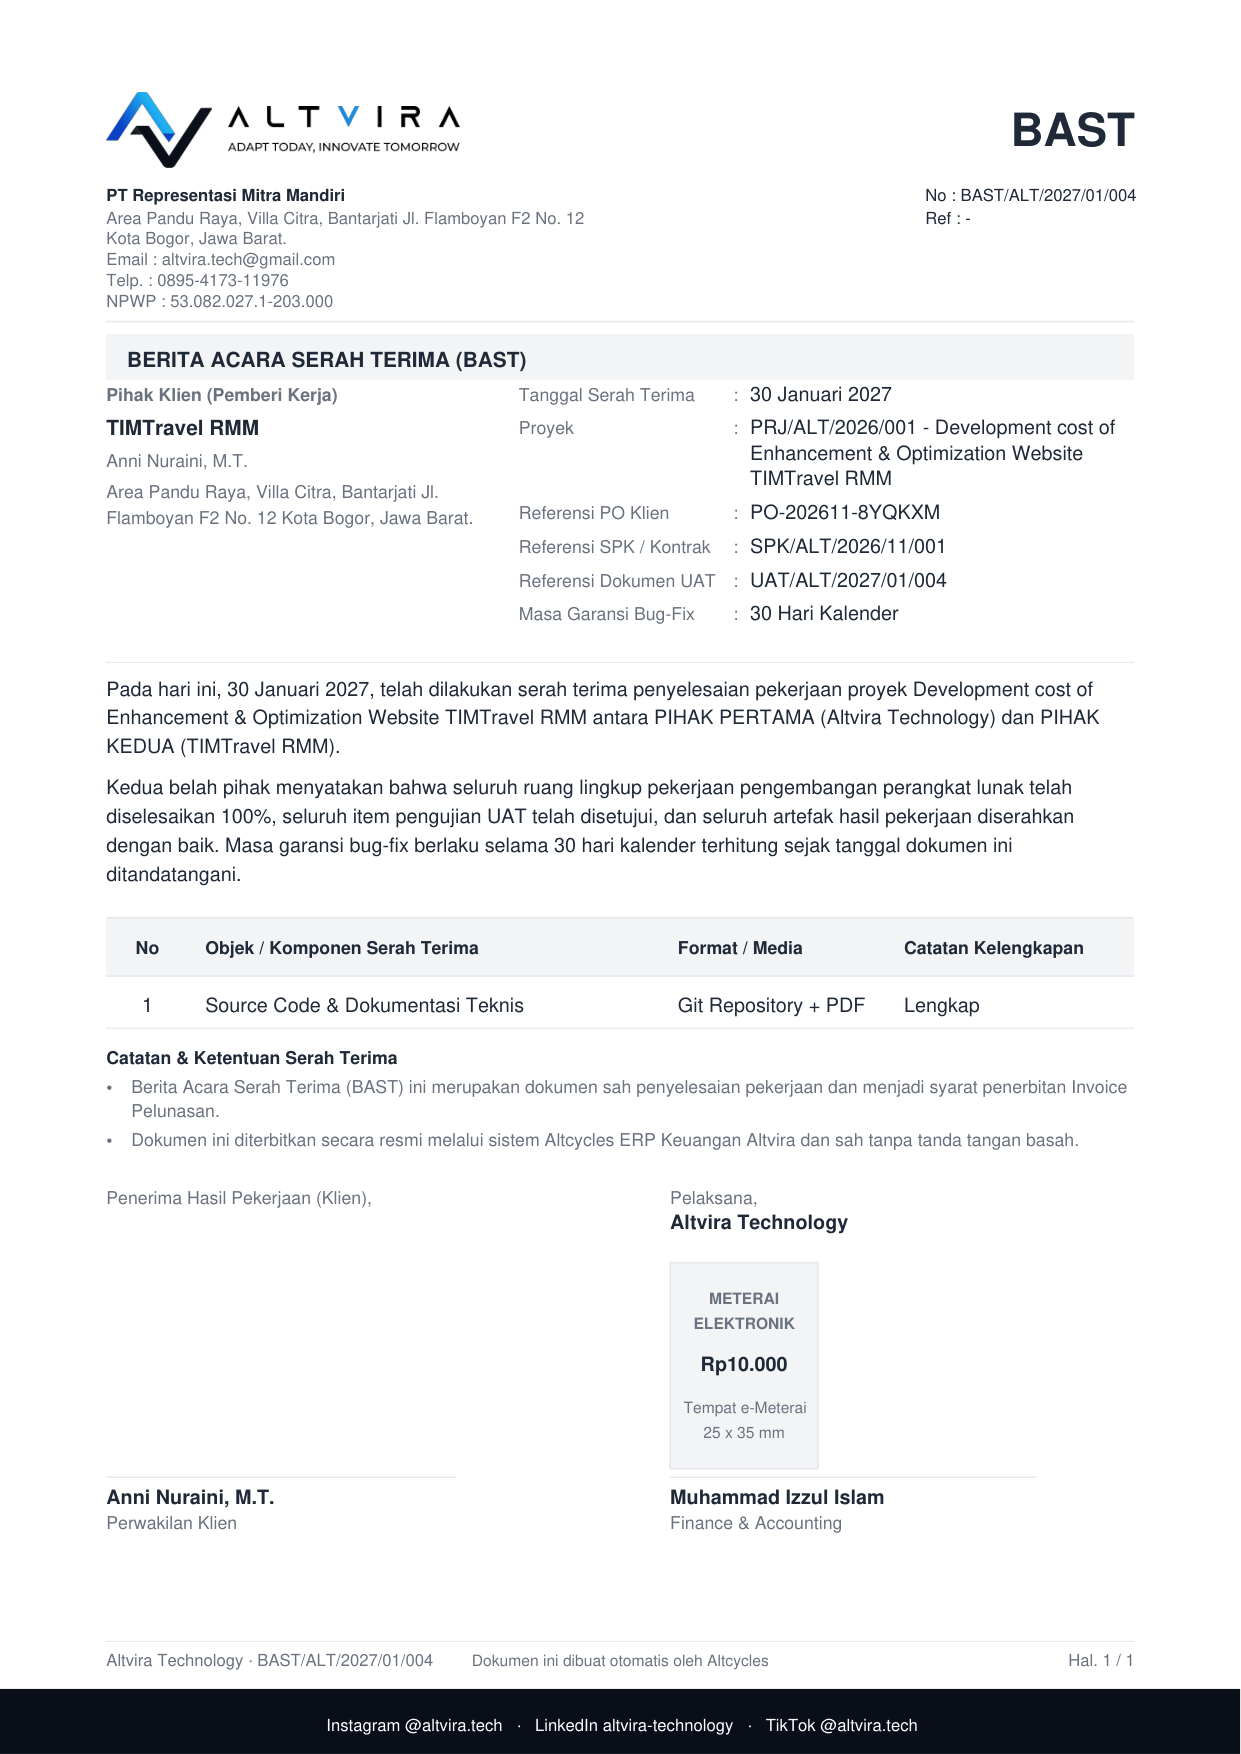 ALTVIRA
ADAPT TODAY, INNOVATE TOMORROW
BAST
PT Representasi Mitra Mandiri
Area Pandu Raya, Villa Citra, Bantarjati Jl. Flamboyan F2 No. 12
Kota Bogor, Jawa Barat.
Email : altvira.tech@gmail.com
Telp. : 0895-4173-11976
NPWP : 53.082.027.1-203.000
No : BAST/ALT/2027/01/004
Ref : -
BERITA ACARA SERAH TERIMA (BAST)
Pihak Klien (Pemberi Kerja)
TIMTravel RMM
Anni Nuraini, M.T.
Area Pandu Raya, Villa Citra, Bantarjati Jl.
Flamboyan F2 No. 12 Kota Bogor, Jawa Barat.
Tanggal Serah Terima : 30 Januari 2027
Proyek : PRJ/ALT/2026/001 - Development cost of
Enhancement & Optimization Website
TIMTravel RMM
Referensi PO Klien : PO-202611-8YQKXM
Referensi SPK / Kontrak : SPK/ALT/2026/11/001
Referensi Dokumen UAT : UAT/ALT/2027/01/004
Masa Garansi Bug-Fix : 30 Hari Kalender
Pada hari ini, 30 Januari 2027, telah dilakukan serah terima penyelesaian pekerjaan proyek Development cost of
Enhancement & Optimization Website TIMTravel RMM antara PIHAK PERTAMA (Altvira Technology) dan PIHAK
KEDUA (TIMTravel RMM).
Kedua belah pihak menyatakan bahwa seluruh ruang lingkup pekerjaan pengembangan perangkat lunak telah
diselesaikan 100%, seluruh item pengujian UAT telah disetujui, dan seluruh artefak hasil pekerjaan diserahkan
dengan baik. Masa garansi bug-fix berlaku selama 30 hari kalender terhitung sejak tanggal dokumen ini
ditandatangani.
No Objek / Komponen Serah Terima Format / Media Catatan Kelengkapan
1 Source Code & Dokumentasi Teknis Git Repository + PDF Lengkap
Catatan & Ketentuan Serah Terima
• Berita Acara Serah Terima (BAST) ini merupakan dokumen sah penyelesaian pekerjaan dan menjadi syarat penerbitan Invoice
Pelunasan.
• Dokumen ini diterbitkan secara resmi melalui sistem Altcycles ERP Keuangan Altvira dan sah tanpa tanda tangan basah.
Penerima Hasil Pekerjaan (Klien),
Pelaksana,
Altvira Technology
METERAI
ELEKTRONIK
Rp10.000
Tempat e-Meterai
25 x 35 mm
Anni Nuraini, M.T.
Perwakilan Klien
Muhammad Izzul Islam
Finance & Accounting
Altvira Technology · BAST/ALT/2027/01/004 Dokumen ini dibuat otomatis oleh Altcycles Hal. 1 / 1
Instagram @altvira.tech · LinkedIn altvira-technology · TikTok @altvira.tech